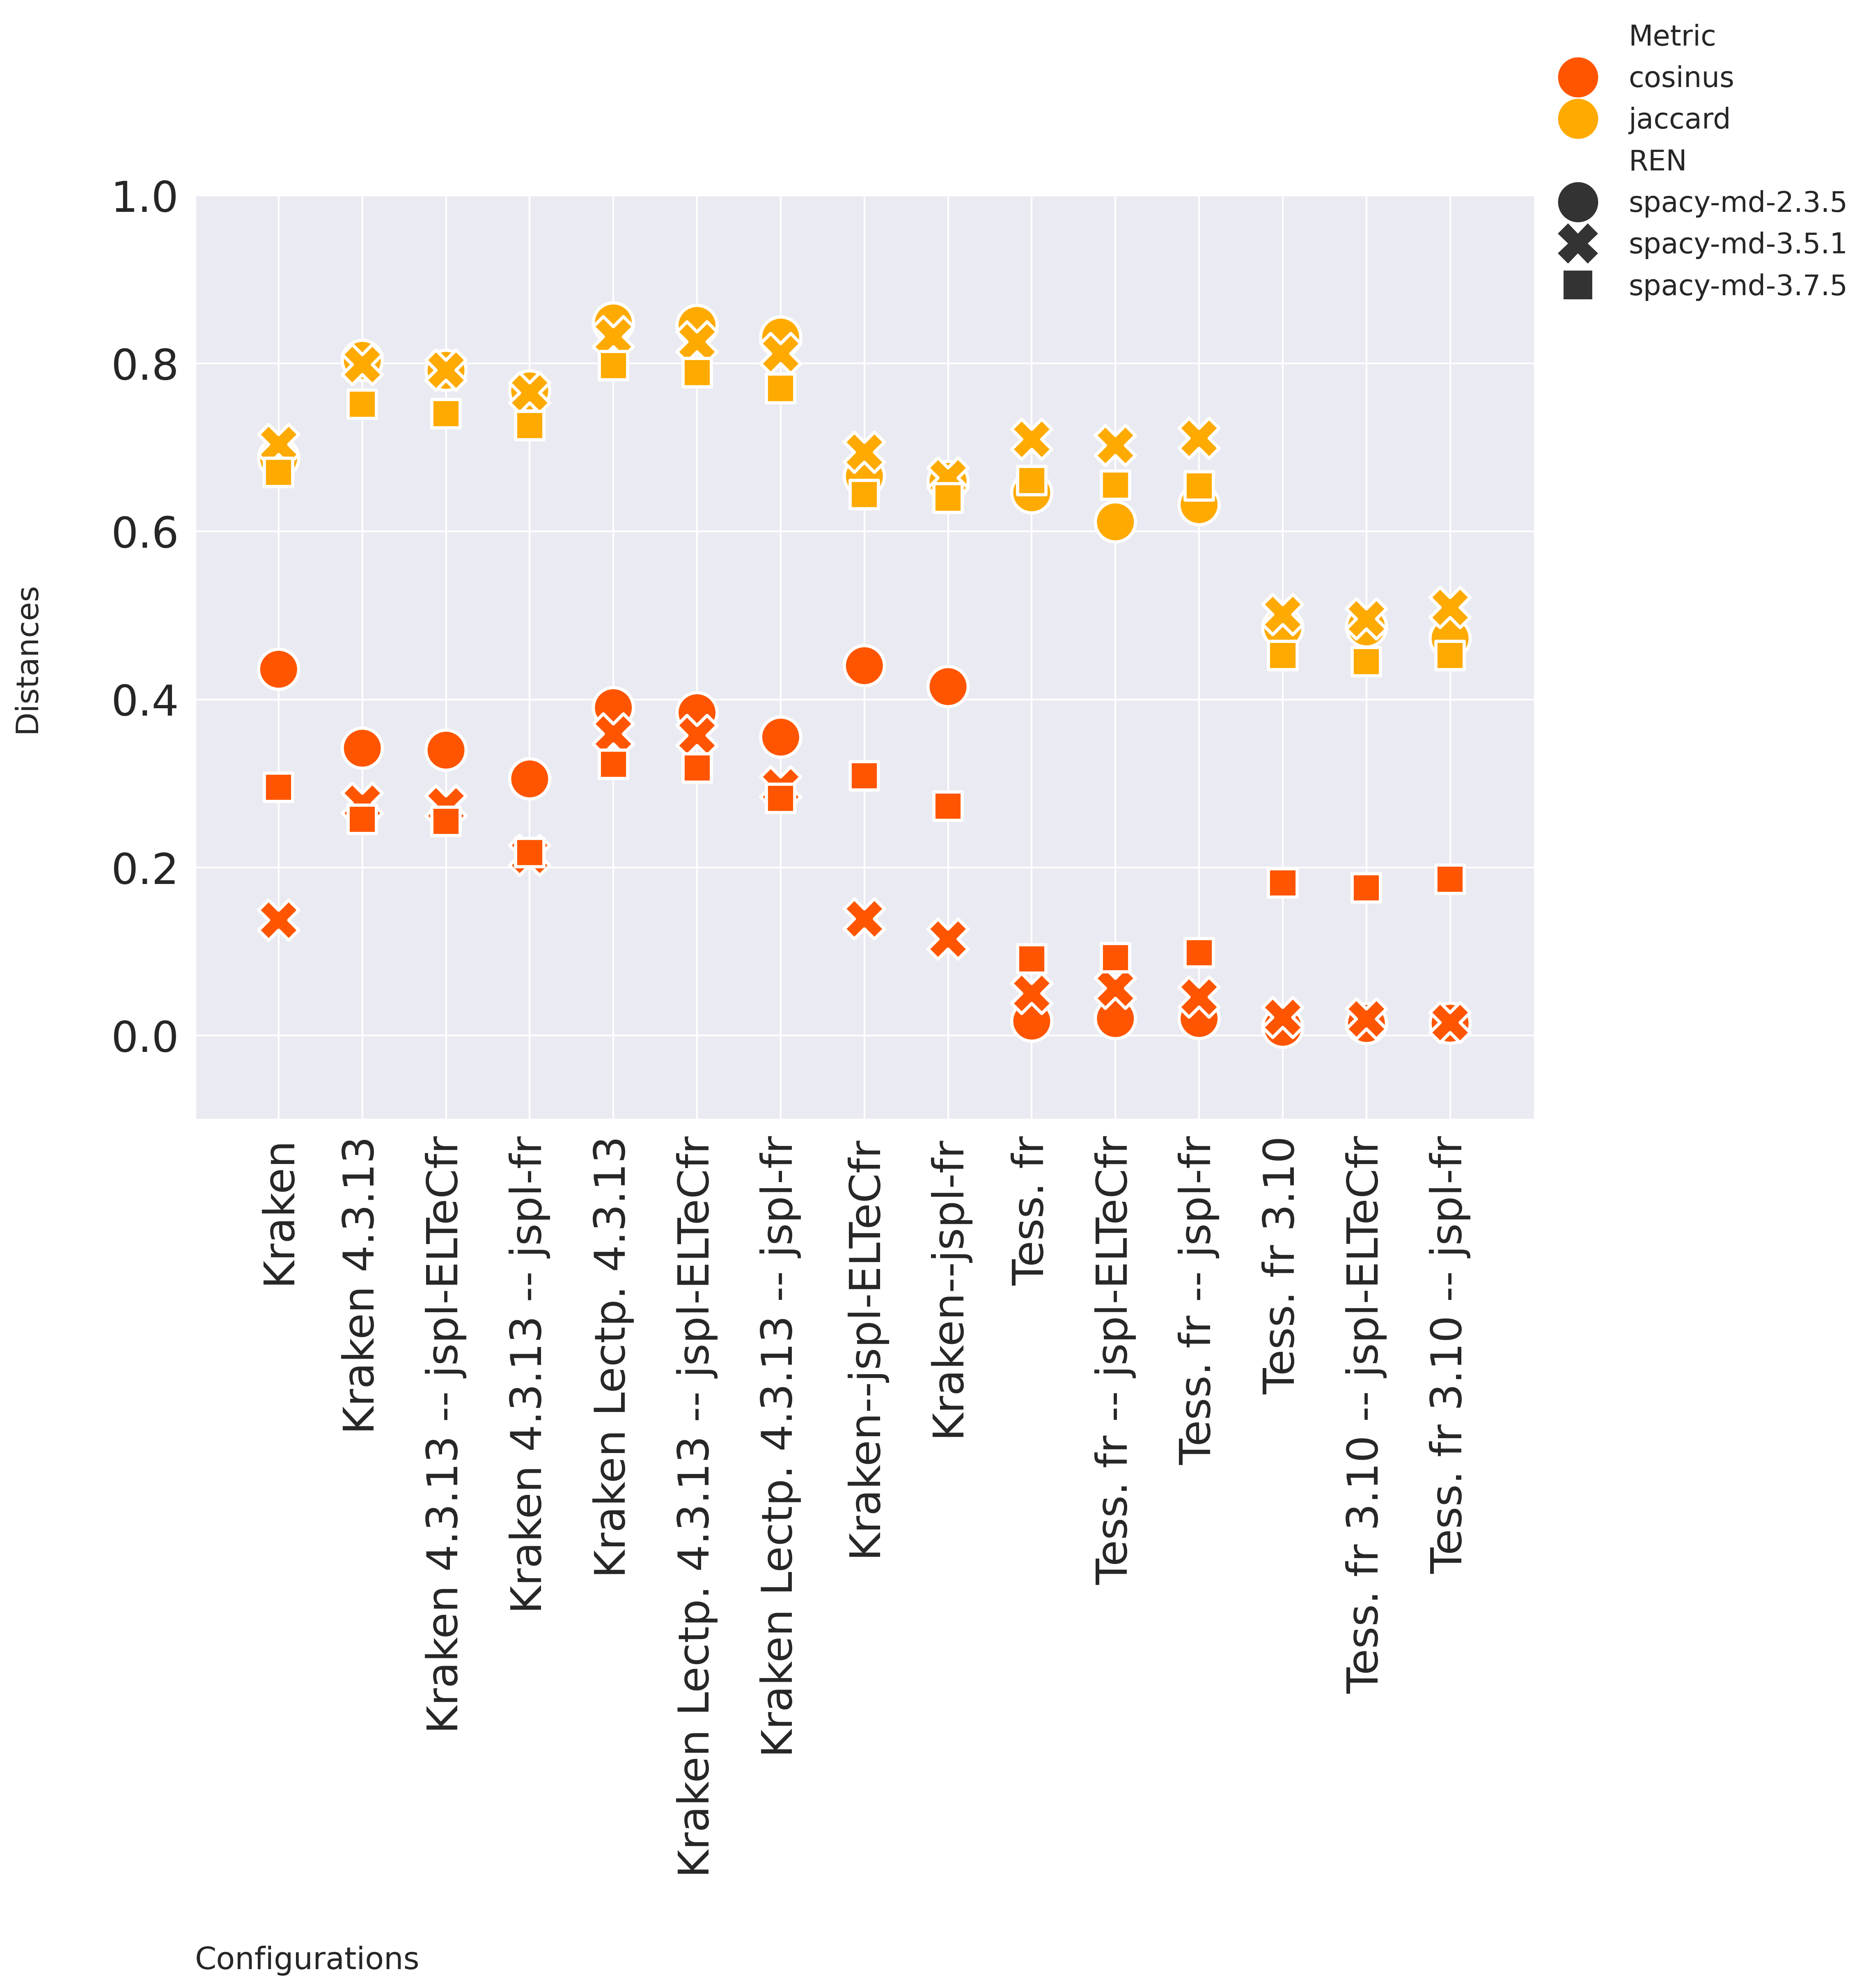 Metric
cosinus
jaccard
REN
spacy-md-2.3.5
spacy-md-3.5.1
spacy-md-3.7.5
1.0
0.8
0.6
0.4
0.2
0.0
Distances
Kraken
Kraken 4.3.13
Kraken 4.3.13 -- jspl-ELTeCfr
Kraken 4.3.13 -- jspl-fr
Kraken Lectp. 4.3.13
Kraken Lectp. 4.3.13 -- jspl-ELTeCfr
Kraken Lectp. 4.3.13 -- jspl-fr
Kraken--jspl-ELTeCfr
Kraken--jspl-fr
Tess. fr
Tess. fr -- jspl-ELTeCfr
Tess. fr -- jspl-fr
Tess. fr 3.10
Tess. fr 3.10 -- jspl-ELTeCfr
Tess. fr 3.10 -- jspl-fr
Configurations